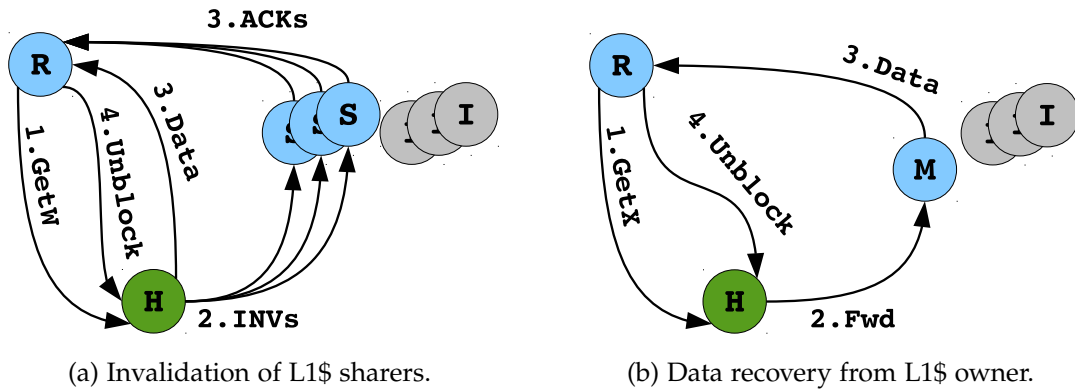 3.ACKs
R
S
S
S
I
I
I
3.Data
4.Unblock
1.GetW
H
2.INVs
(a) Invalidation of L1$ sharers.
R
3.Data
I
I
I
M
4.Unblock
1.GetX
H
2.Fwd
(b) Data recovery from L1$ owner.